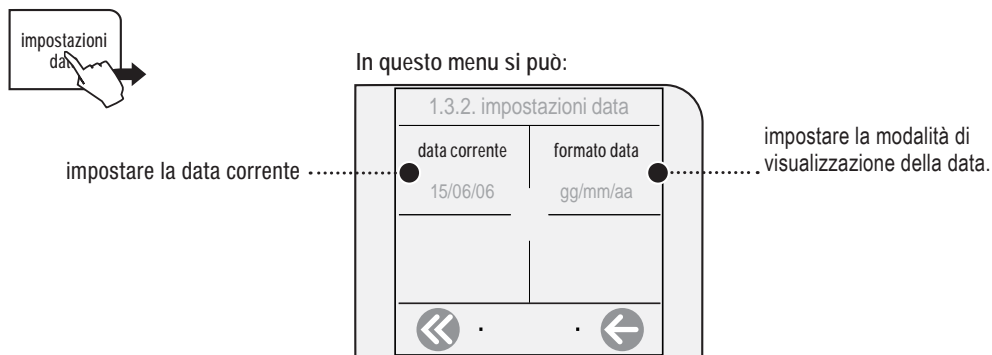 impostazioni
In questo menu si può:
1.3.2. impostazioni data
data corrente
formato data
15/06/06
gg/mm/aa
impostare la data corrente
impostare la modalità di
visualizzazione della data.